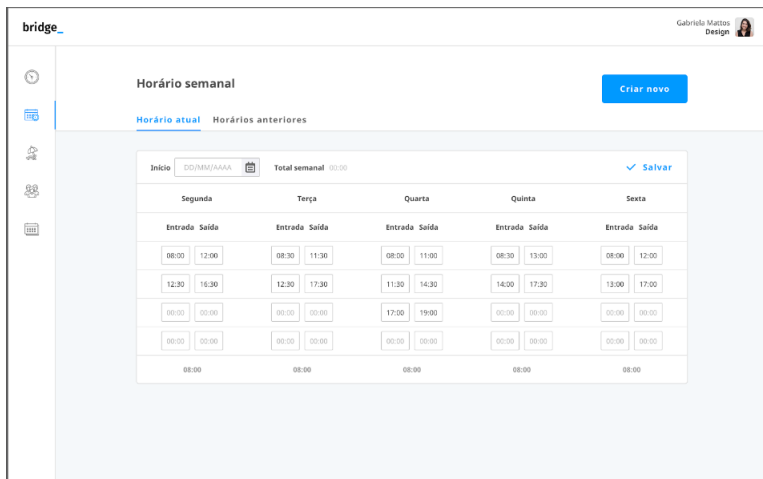 bridge_
Gabriela Mattos
Design
Horário semanal
Criar novo
Horário atual Horários anteriores
Início DD/MM/AAAA Total semanal 00:00 Salvar
Segunda Terça Quarta Quinta Sexta
Entrada Saída Entrada Saída Entrada Saída Entrada Saída Entrada Saída
08:00 12:00 08:30 11:30 08:00 11:00 08:30 13:00 08:00 12:00
12:30 16:30 12:30 17:30 11:30 14:30 14:00 17:30 13:00 17:00
00:00 00:00 00:00 00:00 17:00 19:00 00:00 00:00 00:00 00:00
00:00 00:00 00:00 00:00 00:00 00:00 00:00 00:00 00:00 00:00
08:00 08:00 08:00 08:00 08:00